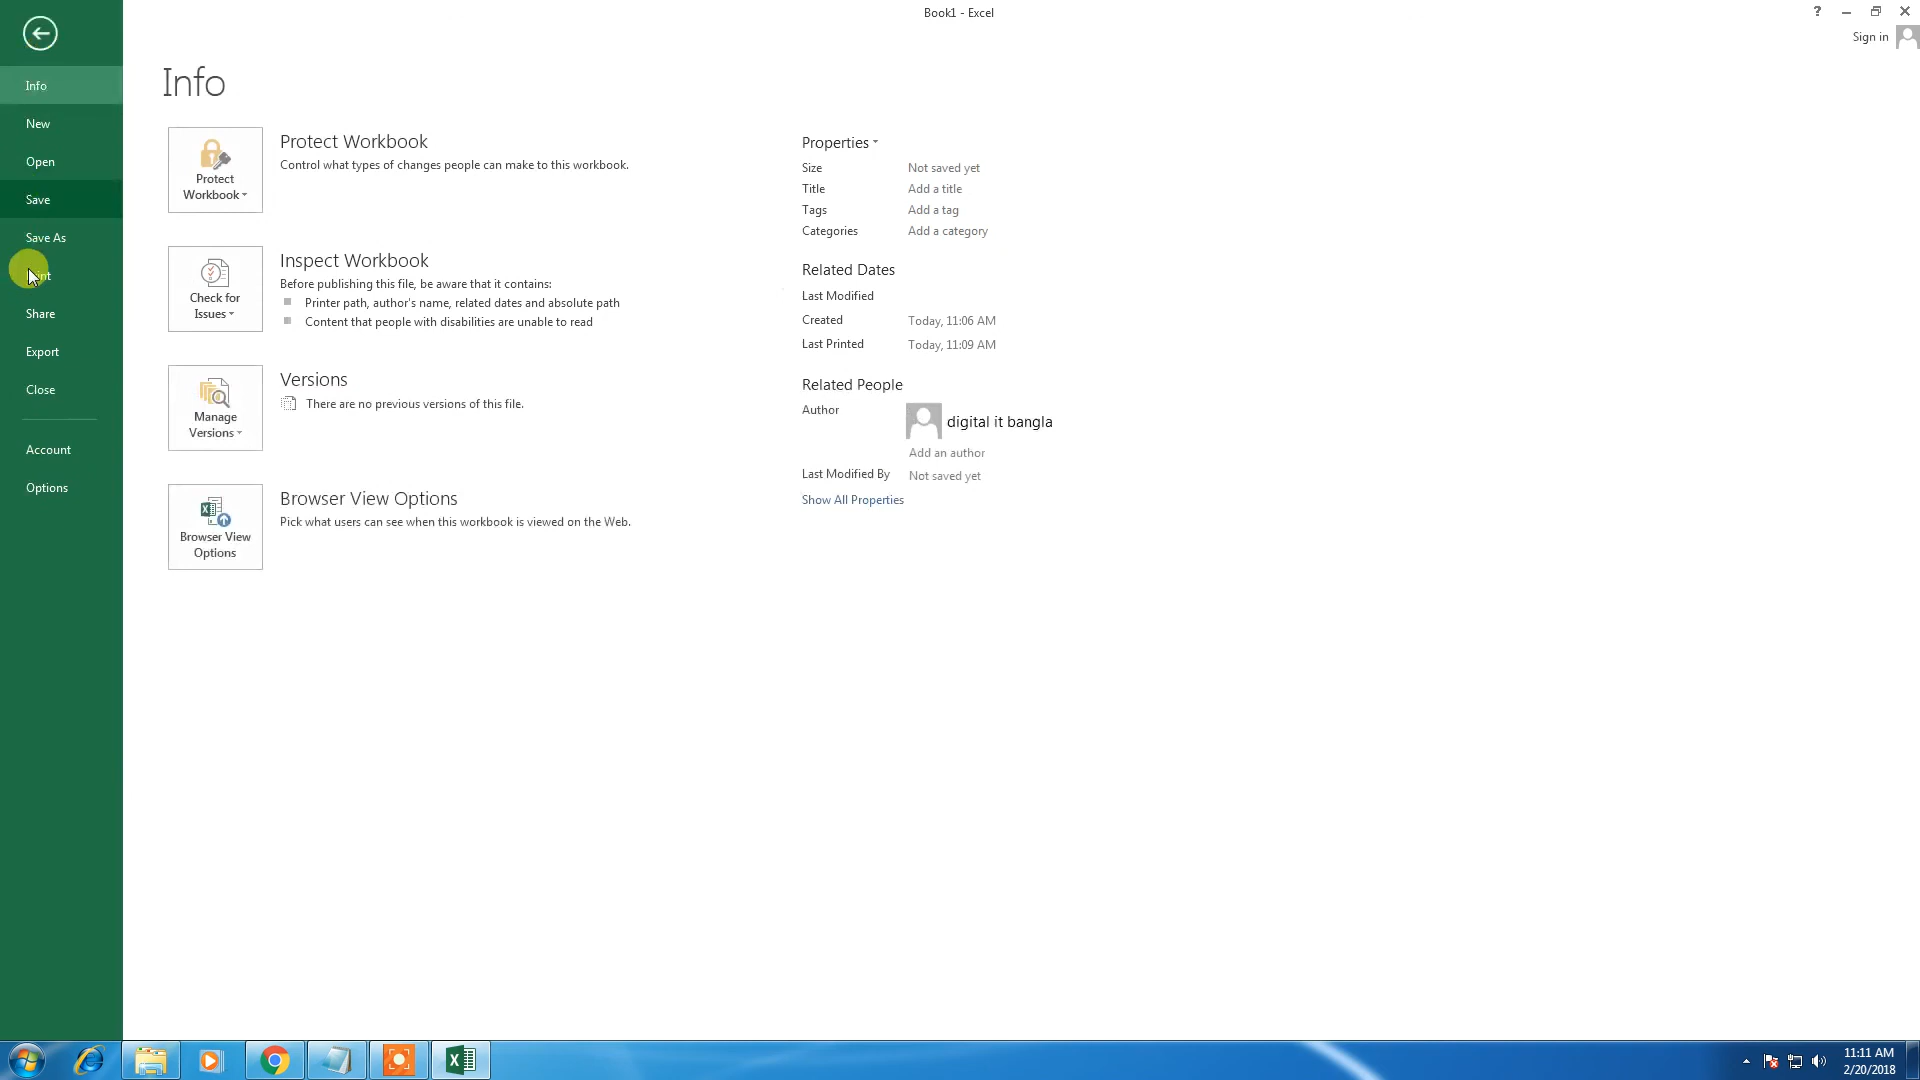 Book1 - Excel
?
Sign in
Info
New
Open
Save
Save As
Share
Export
Close
Account
Options
Info
Protect
Workbook
Protect Workbook
Control what types of changes people can make to this workbook.
Check for
Issues
Inspect Workbook
Before publishing this file, be aware that it contains:
Printer path, author's name, related dates and absolute path
Content that people with disabilities are unable to read
Manage
Versions
Versions
There are no previous versions of this file.
Browser View
Options
Browser View Options
Pick what users can see when this workbook is viewed on the Web.
Properties
Size Not saved yet
Title Add a title
Tags Add a tag
Categories Add a category
Related Dates
Last Modified
Created Today, 11:06 AM
Last Printed Today, 11:09 AM
Related People
Author digital it bangla
Add an author
Last Modified By Not saved yet
Show All Properties
11:11 AM
2/20/2018